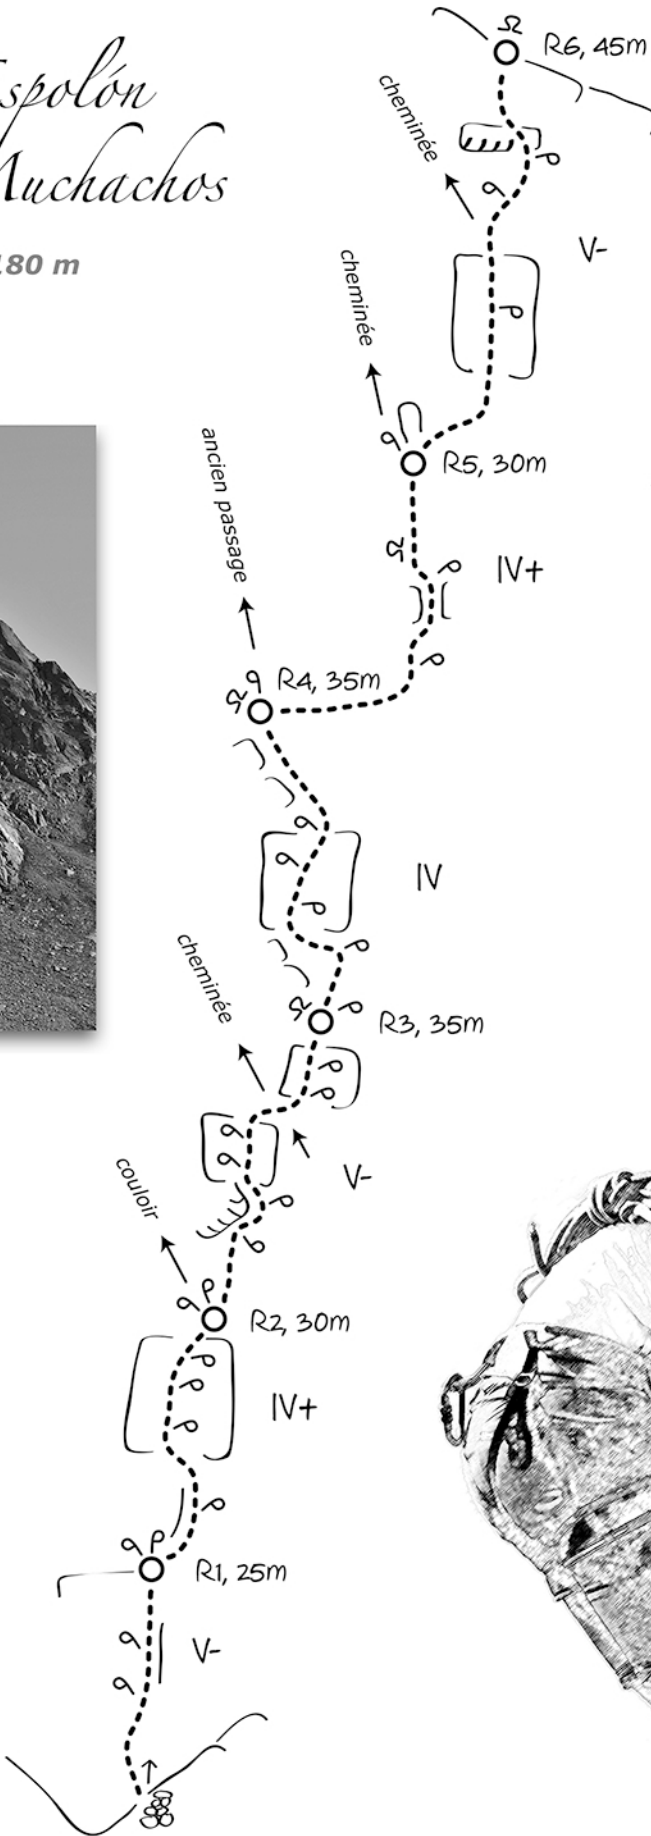 Espolón
Muchachos
180 m
R6, 45m
cheminée
V-
cheminée
R5, 30m
ancien passage
IV+
R4, 35m
IV
cheminée
R3, 35m
couloir
V-
R2, 30m
IV+
R1, 25m
V-